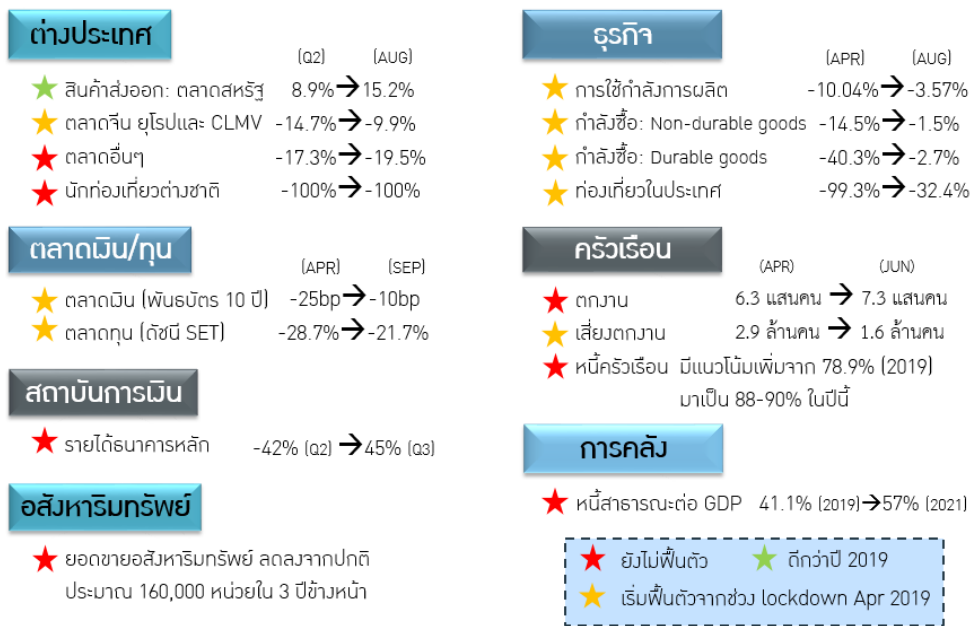 ต่างประเทศ
(Q2) (AUG)
สินค้าส่งออก: ตลาดสหรัฐ 8.9%→15.2%
ตลาดจีน ยุโรปและ CLMV -14.7%→-9.9%
ตลาดอื่นๆ -17.3%→-19.5%
นักท่องเที่ยวต่างชาติ -100%→-100%
ตลาดเงิน/ทุน
(APR) (SEP)
ตลาดเงิน (พันธบัตร 10 ปี) -25bp→-10bp
ตลาดทุน (ดัชนี SET) -28.7%→-21.7%
สถาบันการเงิน
รายได้ธนาคารหลัก -42% (Q2) →45% (Q3)
อสังหาริมทรัพย์
ยอดขายอสังหาริมทรัพย์ ลดลงจากปกติ
ประมาณ 160,000 หน่วยใน 3 ปีข้างหน้า
ธุรกิจ
(APR) (AUG)
การใช้กำลังการผลิต -10.04%→-3.57%
กำลังซื้อ: Non-durable goods -14.5%→-1.5%
กำลังซื้อ: Durable goods -40.3%→-2.7%
ท่องเที่ยวในประเทศ -99.3%→-32.4%
ครัวเรือน
(APR) (JUN)
ตกงาน 6.3 แสนคน → 7.3 แสนคน
เสี่ยงตกงาน 2.9 ล้านคน → 1.6 ล้านคน
หนี้ครัวเรือน มีแนวโน้มเพิ่มจาก 78.9% (2019)
มาเป็น 88-90% ในปีนี้
การคลัง
หนี้สาธารณะต่อ GDP 41.1% (2019)→57% (2021)
ยังไม่ฟื้นตัว ดีกว่าปี 2019
เริ่มฟื้นตัวจากช่วง lockdown Apr 2019